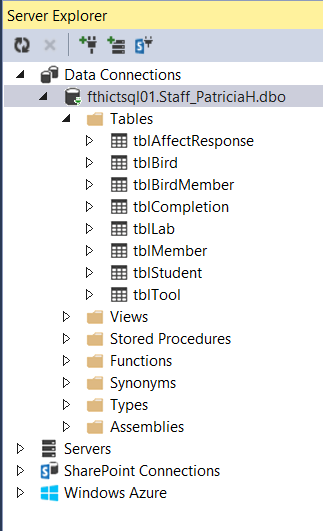 Server Explorer
Data Connections
fthictsql01.Staff_PatriciaH.dbo
Tables
tblAffectResponse
tblBird
tblBirdMember
tblCompletion
tblLab
tblMember
tblStudent
tblTool
Views
Stored Procedures
Functions
Synonyms
Types
Assemblies
Servers
SharePoint Connections
Windows Azure